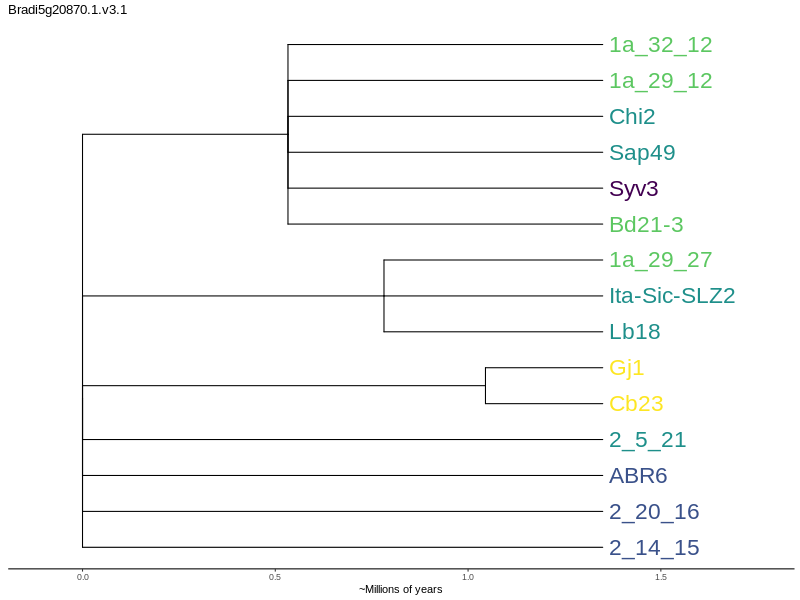 Bradi5g20870.1.v3.1
1a_32_12
1a_29_12
Chi2
Sap49
Syv3
Bd21-3
1a_29_27
Ita-Sic-SLZ2
Lb18
Gj1
Cb23
2_5_21
ABR6
2_20_16
2_14_15
0.0 0.5 1.0 1.5
~Millions of years